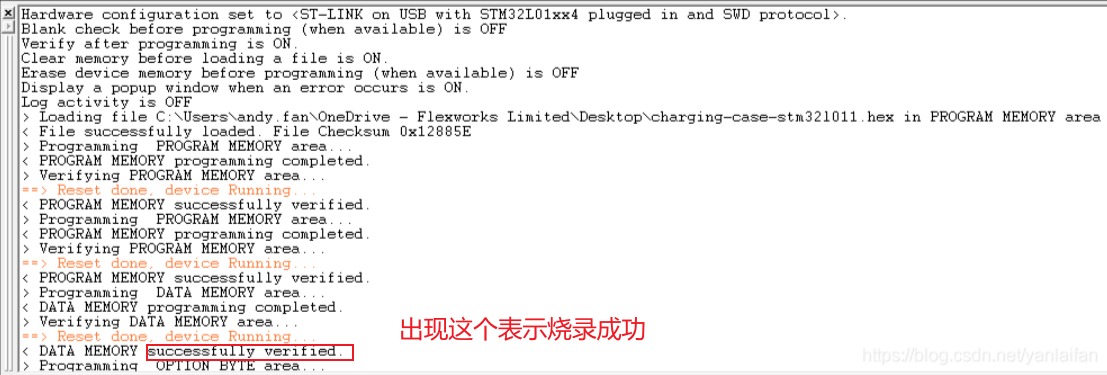 Hardware configuration set to <ST-LINK on USB with STM32L01xx4 plugged in and SWD protocol>.
Blank check before programming (when available) is OFF
Verify after programming is ON.
Clear memory before loading a file is ON.
Erase device memory before programming (when available) is OFF
Display a popup window when an error occurs is ON.
Log activity is OFF
> Loading file C:\Users\andy.fan\OneDrive - Flexworks Limited\Desktop\charging-case-stm32l011.hex in PROGRAM MEMORY area
< File successfully loaded. File Checksum 0x12885E
> Programming  PROGRAM MEMORY area...
< PROGRAM MEMORY programming completed.
> Verifying PROGRAM MEMORY area...
==> Reset done, device Running...
< PROGRAM MEMORY successfully verified.
> Programming  PROGRAM MEMORY area...
< PROGRAM MEMORY programming completed.
> Verifying PROGRAM MEMORY area...
==> Reset done, device Running...
< PROGRAM MEMORY successfully verified.
> Programming  DATA MEMORY area...
< DATA MEMORY programming completed.
> Verifying DATA MEMORY area...
出现这个表示烧录成功
==> Reset done, device Running...
< DATA MEMORY successfully verified.
> Programming  OPTION BYTE area...
https://blog.csdn.net/yanlaifan